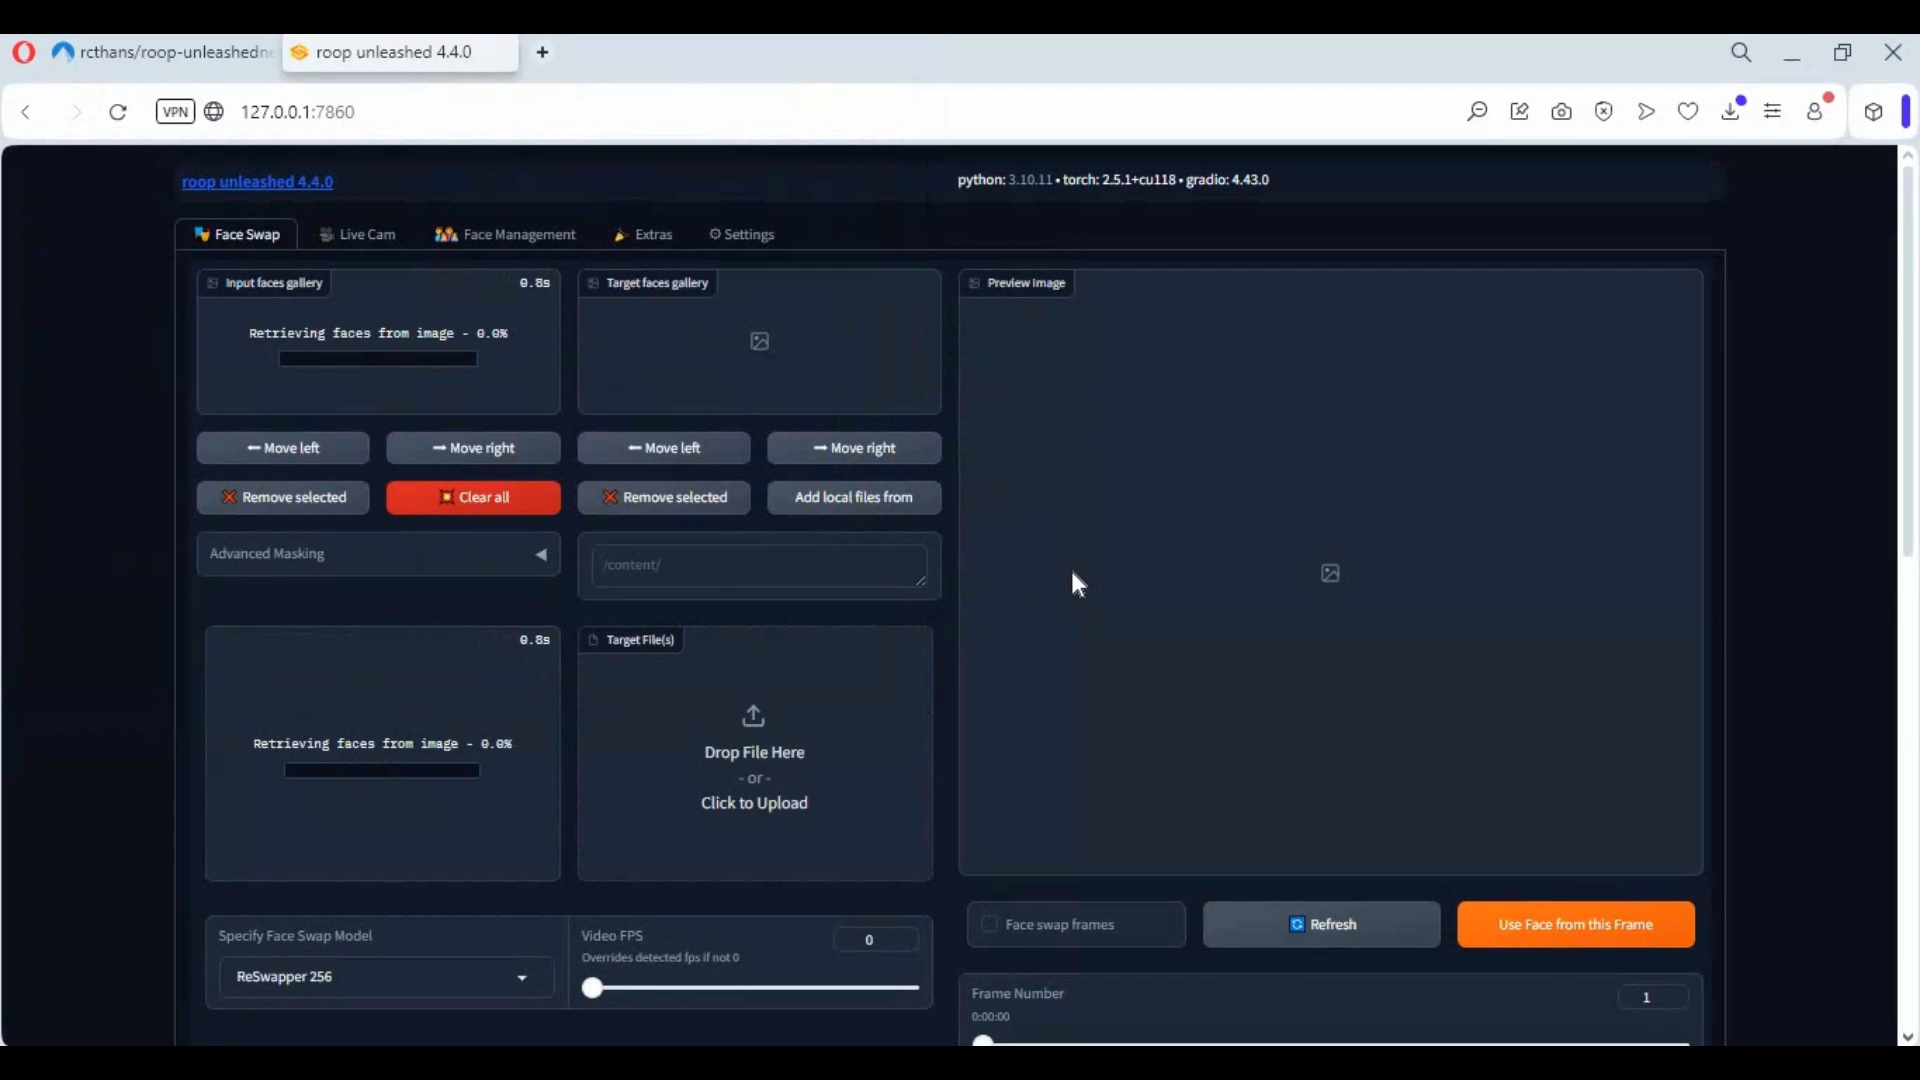 rcthans/roop-unleashedne
roop unleashed 4.4.0
VPN
127.0.0.1:7860
roop unleashed 4.4.0
python: 3.10.11 • torch: 2.5.1+cu118 • gradio: 4.43.0
Face Swap
Live Cam
Face Management
Extras
Settings
Input faces gallery
0.8s
Retrieving faces from image - 0.0%
Target faces gallery
Preview Image
Move left
Move right
Move left
Move right
Remove selected
Clear all
Remove selected
Add local files from
Advanced Masking
/content/
0.8s
Retrieving faces from image - 0.0%
Target File(s)
Drop File Here
- or -
Click to Upload
Face swap frames
Refresh
Use Face from this Frame
Specify Face Swap Model
ReSwapper 256
Video FPS
0
Overrides detected fps if not 0
Frame Number
1
0:00:00